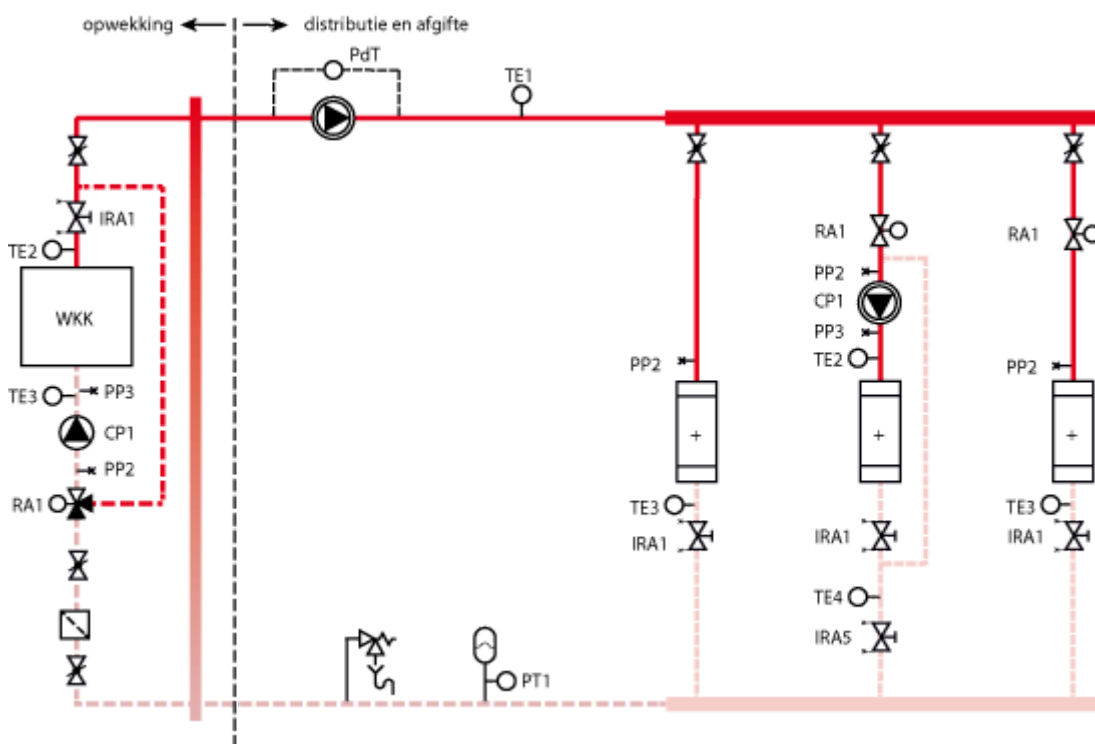 opwekking
distributie en afgifte
PdT
TE1
IRA1
TE2
WKK
TE3
PP3
CP1
PP2
RA1
PT1
PP2
+
TE3
IRA1
RA1
PP2
CP1
PP3
TE2
+
IRA1
TE4
IRA5
RA1
PP2
+
TE3
IRA1